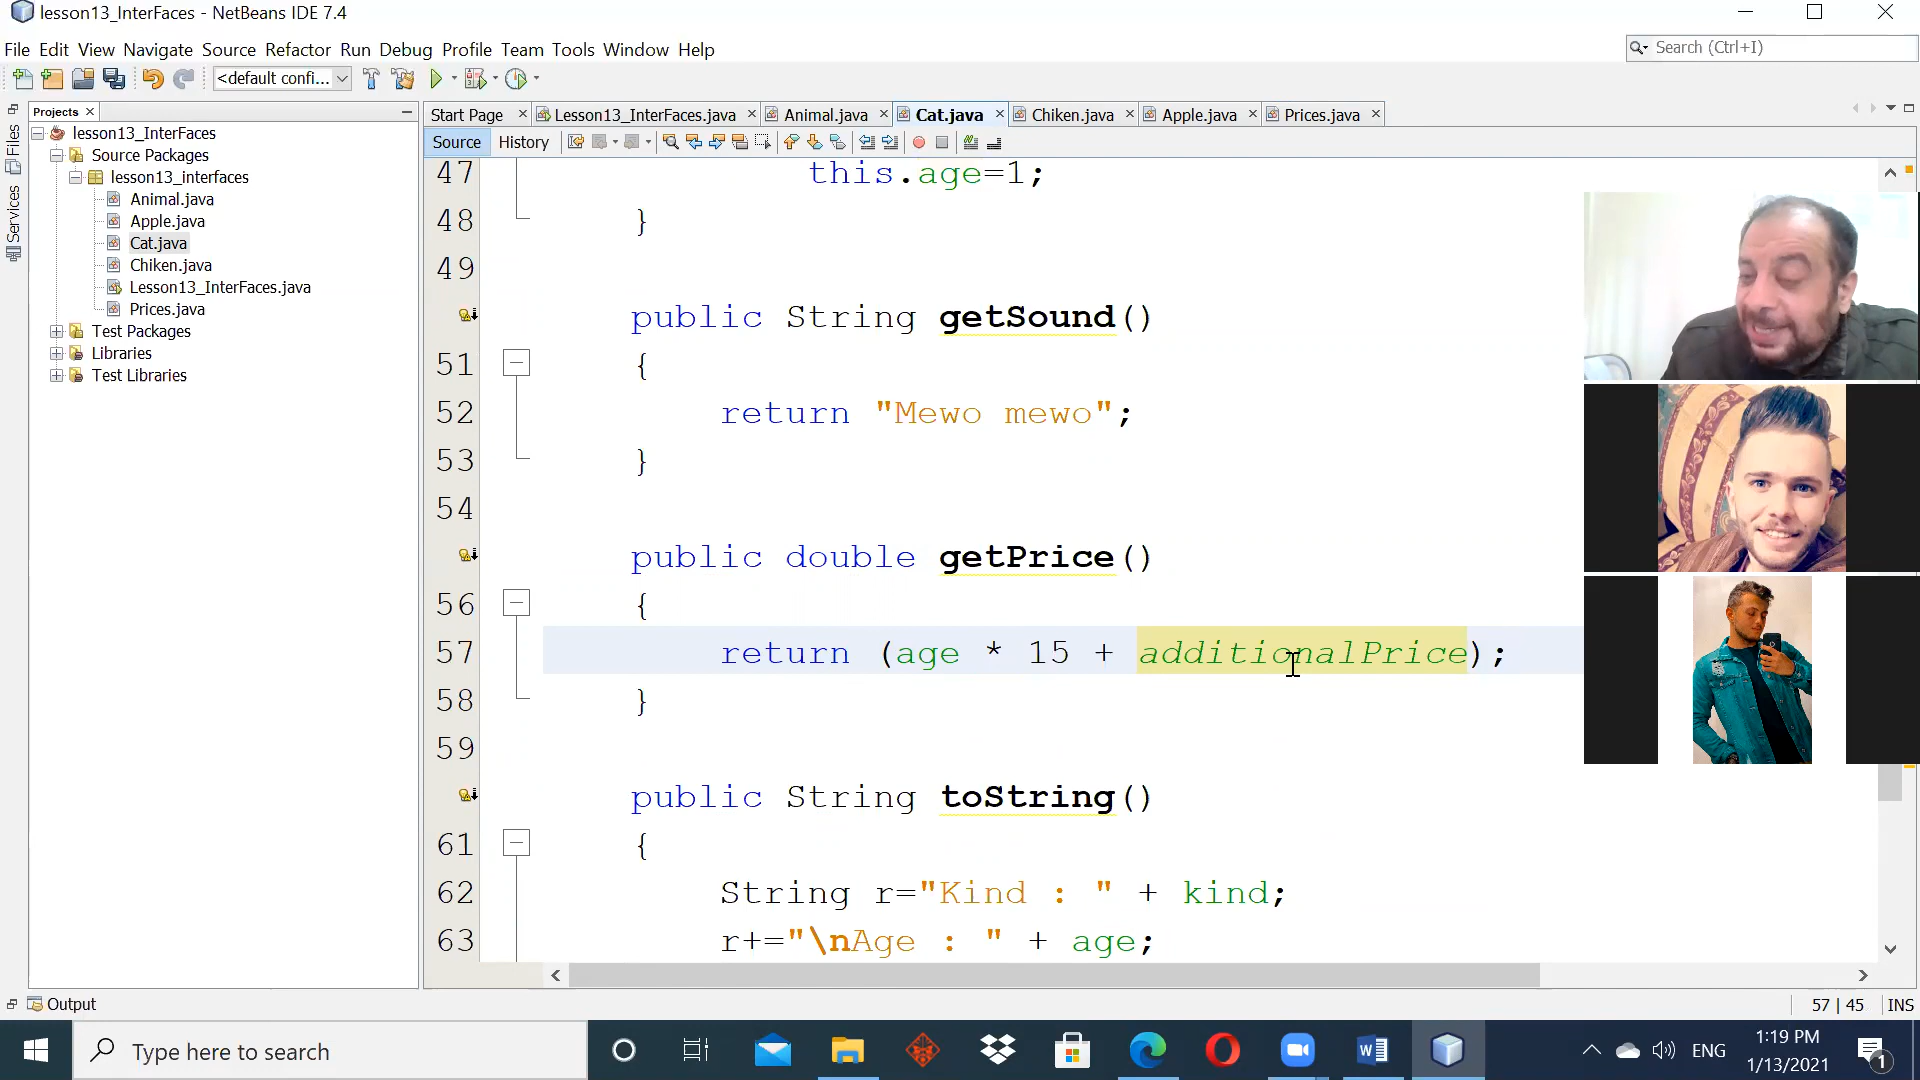 lesson13_InterFaces - NetBeans IDE 7.4
File Edit View Navigate Source Refactor Run Debug Profile Team Tools Window Help
Search (Ctrl+I)
<default confi...
Projects
Files
Services
lesson13_InterFaces
Source Packages
lesson13_interfaces
Animal.java
Apple.java
Cat.java
Chiken.java
Lesson13_InterFaces.java
Prices.java
Test Packages
Libraries
Test Libraries
Start Page Lesson13_InterFaces.java Animal.java Cat.java Chiken.java Apple.java Prices.java
Source History
47 this.age=1;
48 }
49
public String getSound()
51 {
52 return "Mewo mewo";
53 }
54
public double getPrice()
56 {
57 return (age * 15 + additionalPrice);
58 }
59
public String toString()
61 {
62 String r="Kind : " + kind;
63 r+="\nAge : " + age;
Output
57 | 45 INS
Type here to search
ENG
1:19 PM
1/13/2021
1